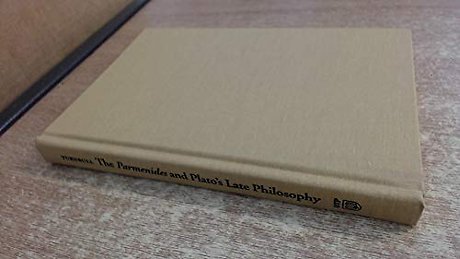 TURNBULL The Parmenides and Plato's Late Philosophy